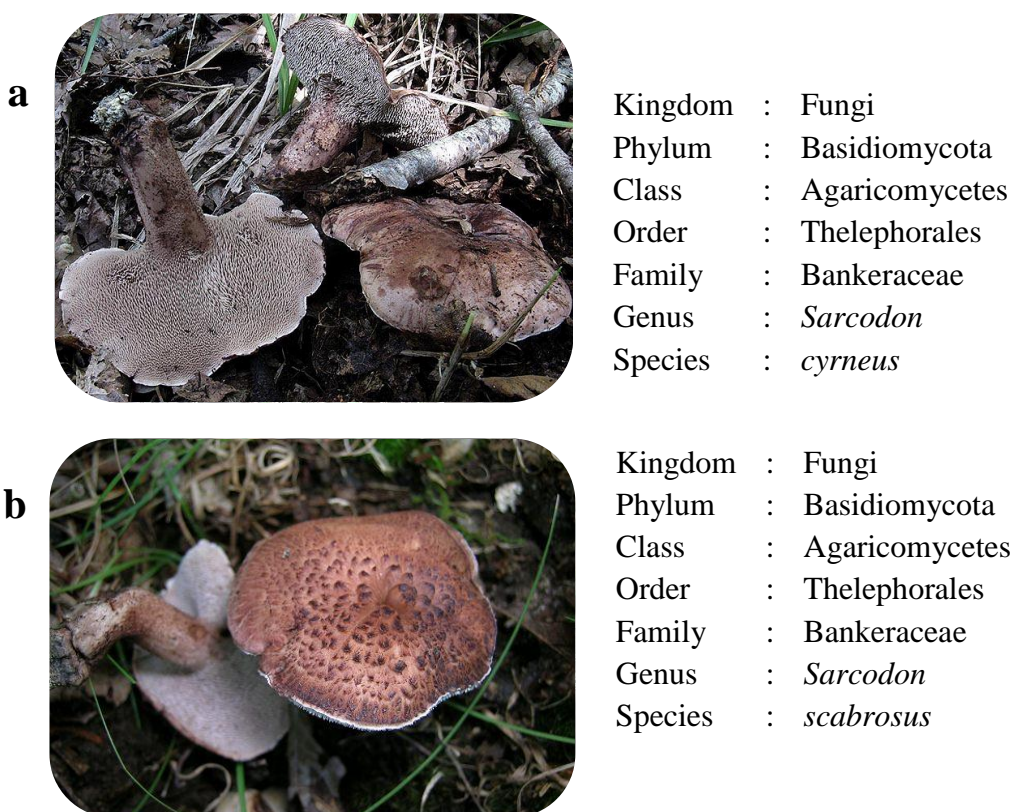 a
Kingdom : Fungi
Phylum : Basidiomycota
Class : Agaricomycetes
Order : Thelephorales
Family : Bankeraceae
Genus : Sarcodon
Species : cyrneus
b
Kingdom : Fungi
Phylum : Basidiomycota
Class : Agaricomycetes
Order : Thelephorales
Family : Bankeraceae
Genus : Sarcodon
Species : scabrosus